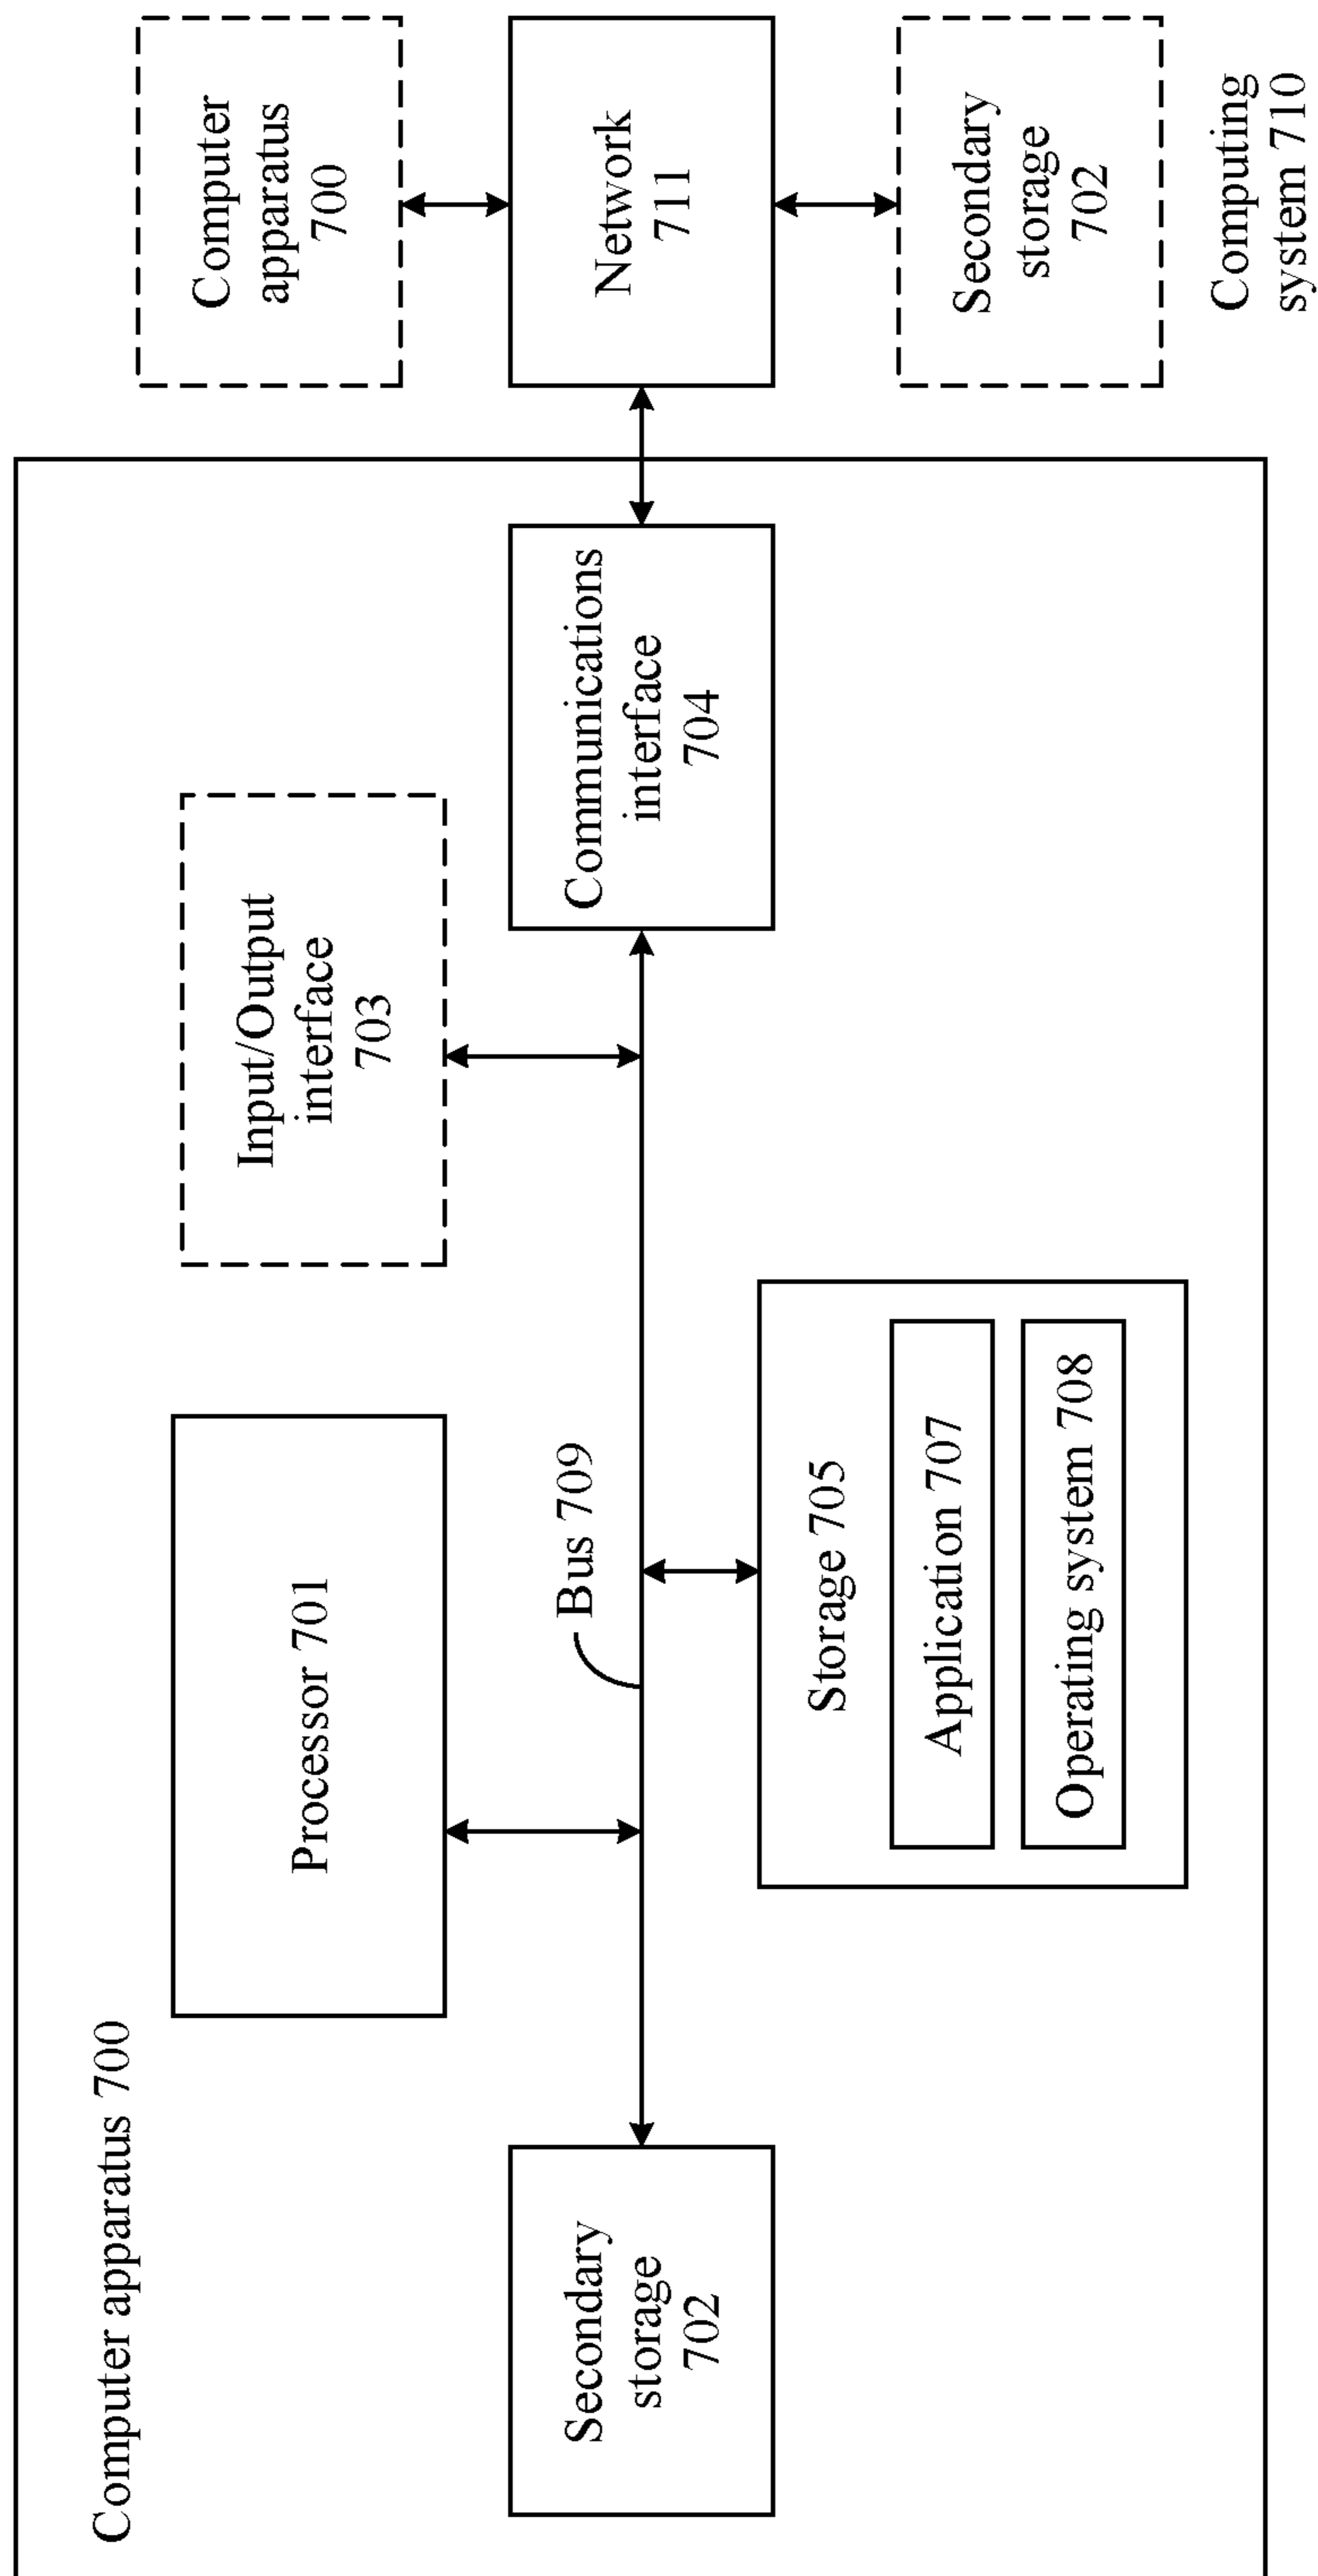 Computer apparatus 700
Processor 701
Input/Output
interface
703
Secondary
storage
702
Bus 709
Communications
interface
704
Storage 705
Application 707
Operating system 708
Computer
apparatus
700
Network
711
Secondary
storage
702
Computing
system 710